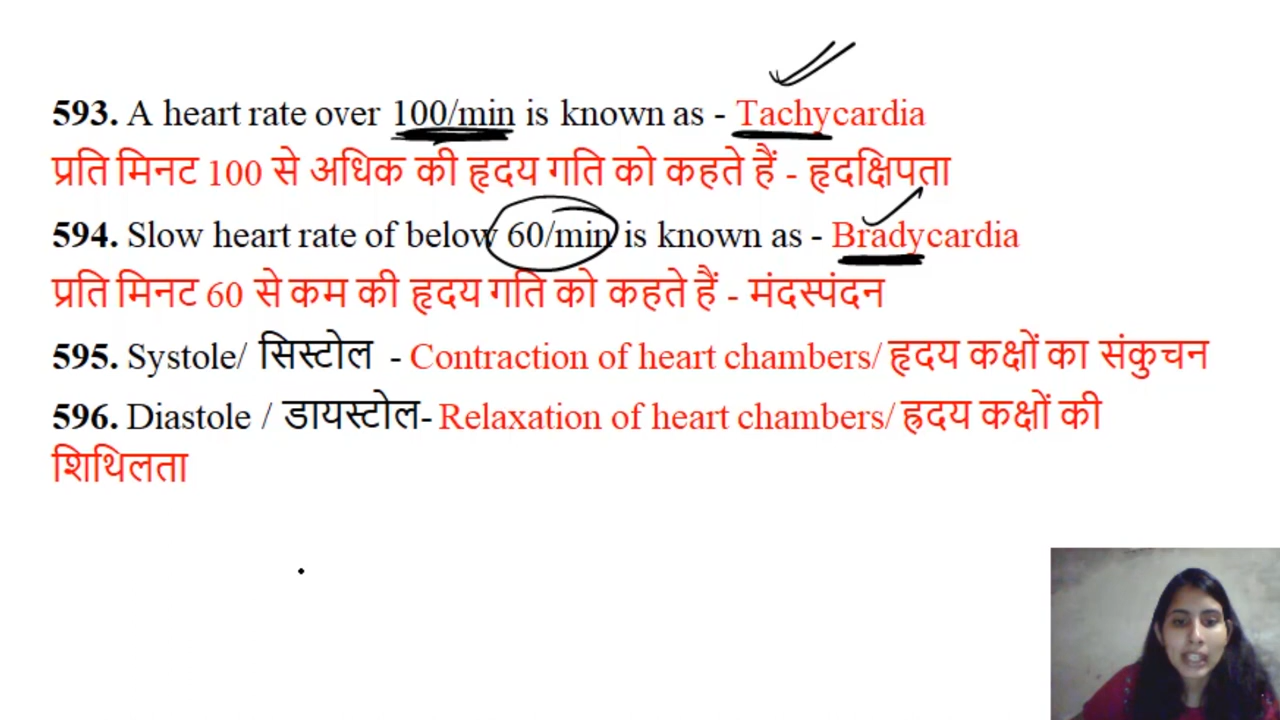 593. A heart rate over 100/min is known as - Tachycardia
प्रति मिनट 100 से अधिक की हृदय गति को कहते हैं - हृदक्षिपता
594. Slow heart rate of below 60/min is known as - Bradycardia
प्रति मिनट 60 से कम की हृदय गति को कहते हैं - मंदस्पंदन
595. Systole/ सिस्टोल - Contraction of heart chambers/ हृदय कक्षों का संकुचन
596. Diastole / डायस्टोल- Relaxation of heart chambers/ ह्रदय कक्षों की
शिथिलता